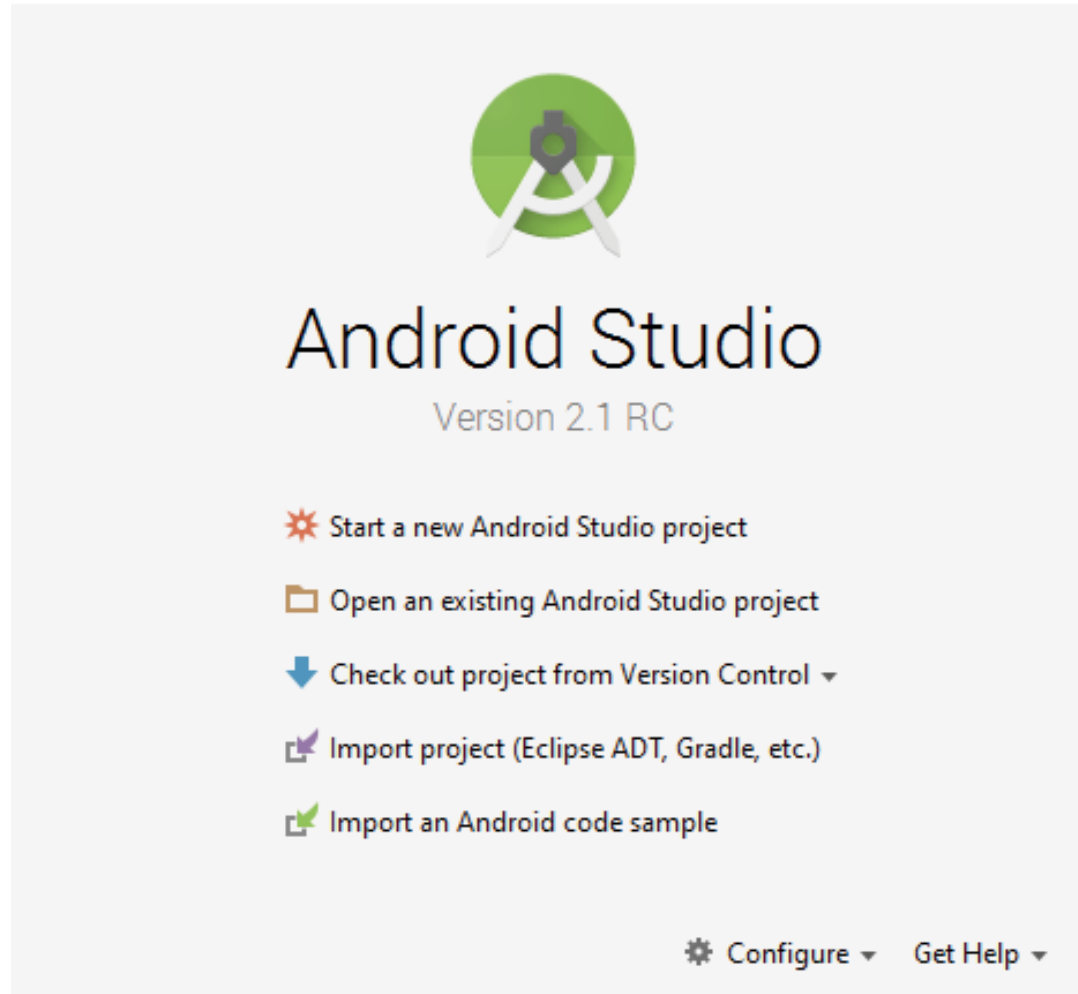 Android Studio
Version 2.1 RC
Start a new Android Studio project
Open an existing Android Studio project
Check out project from Version Control
Import project (Eclipse ADT, Gradle, etc.)
Import an Android code sample
Configure Get Help